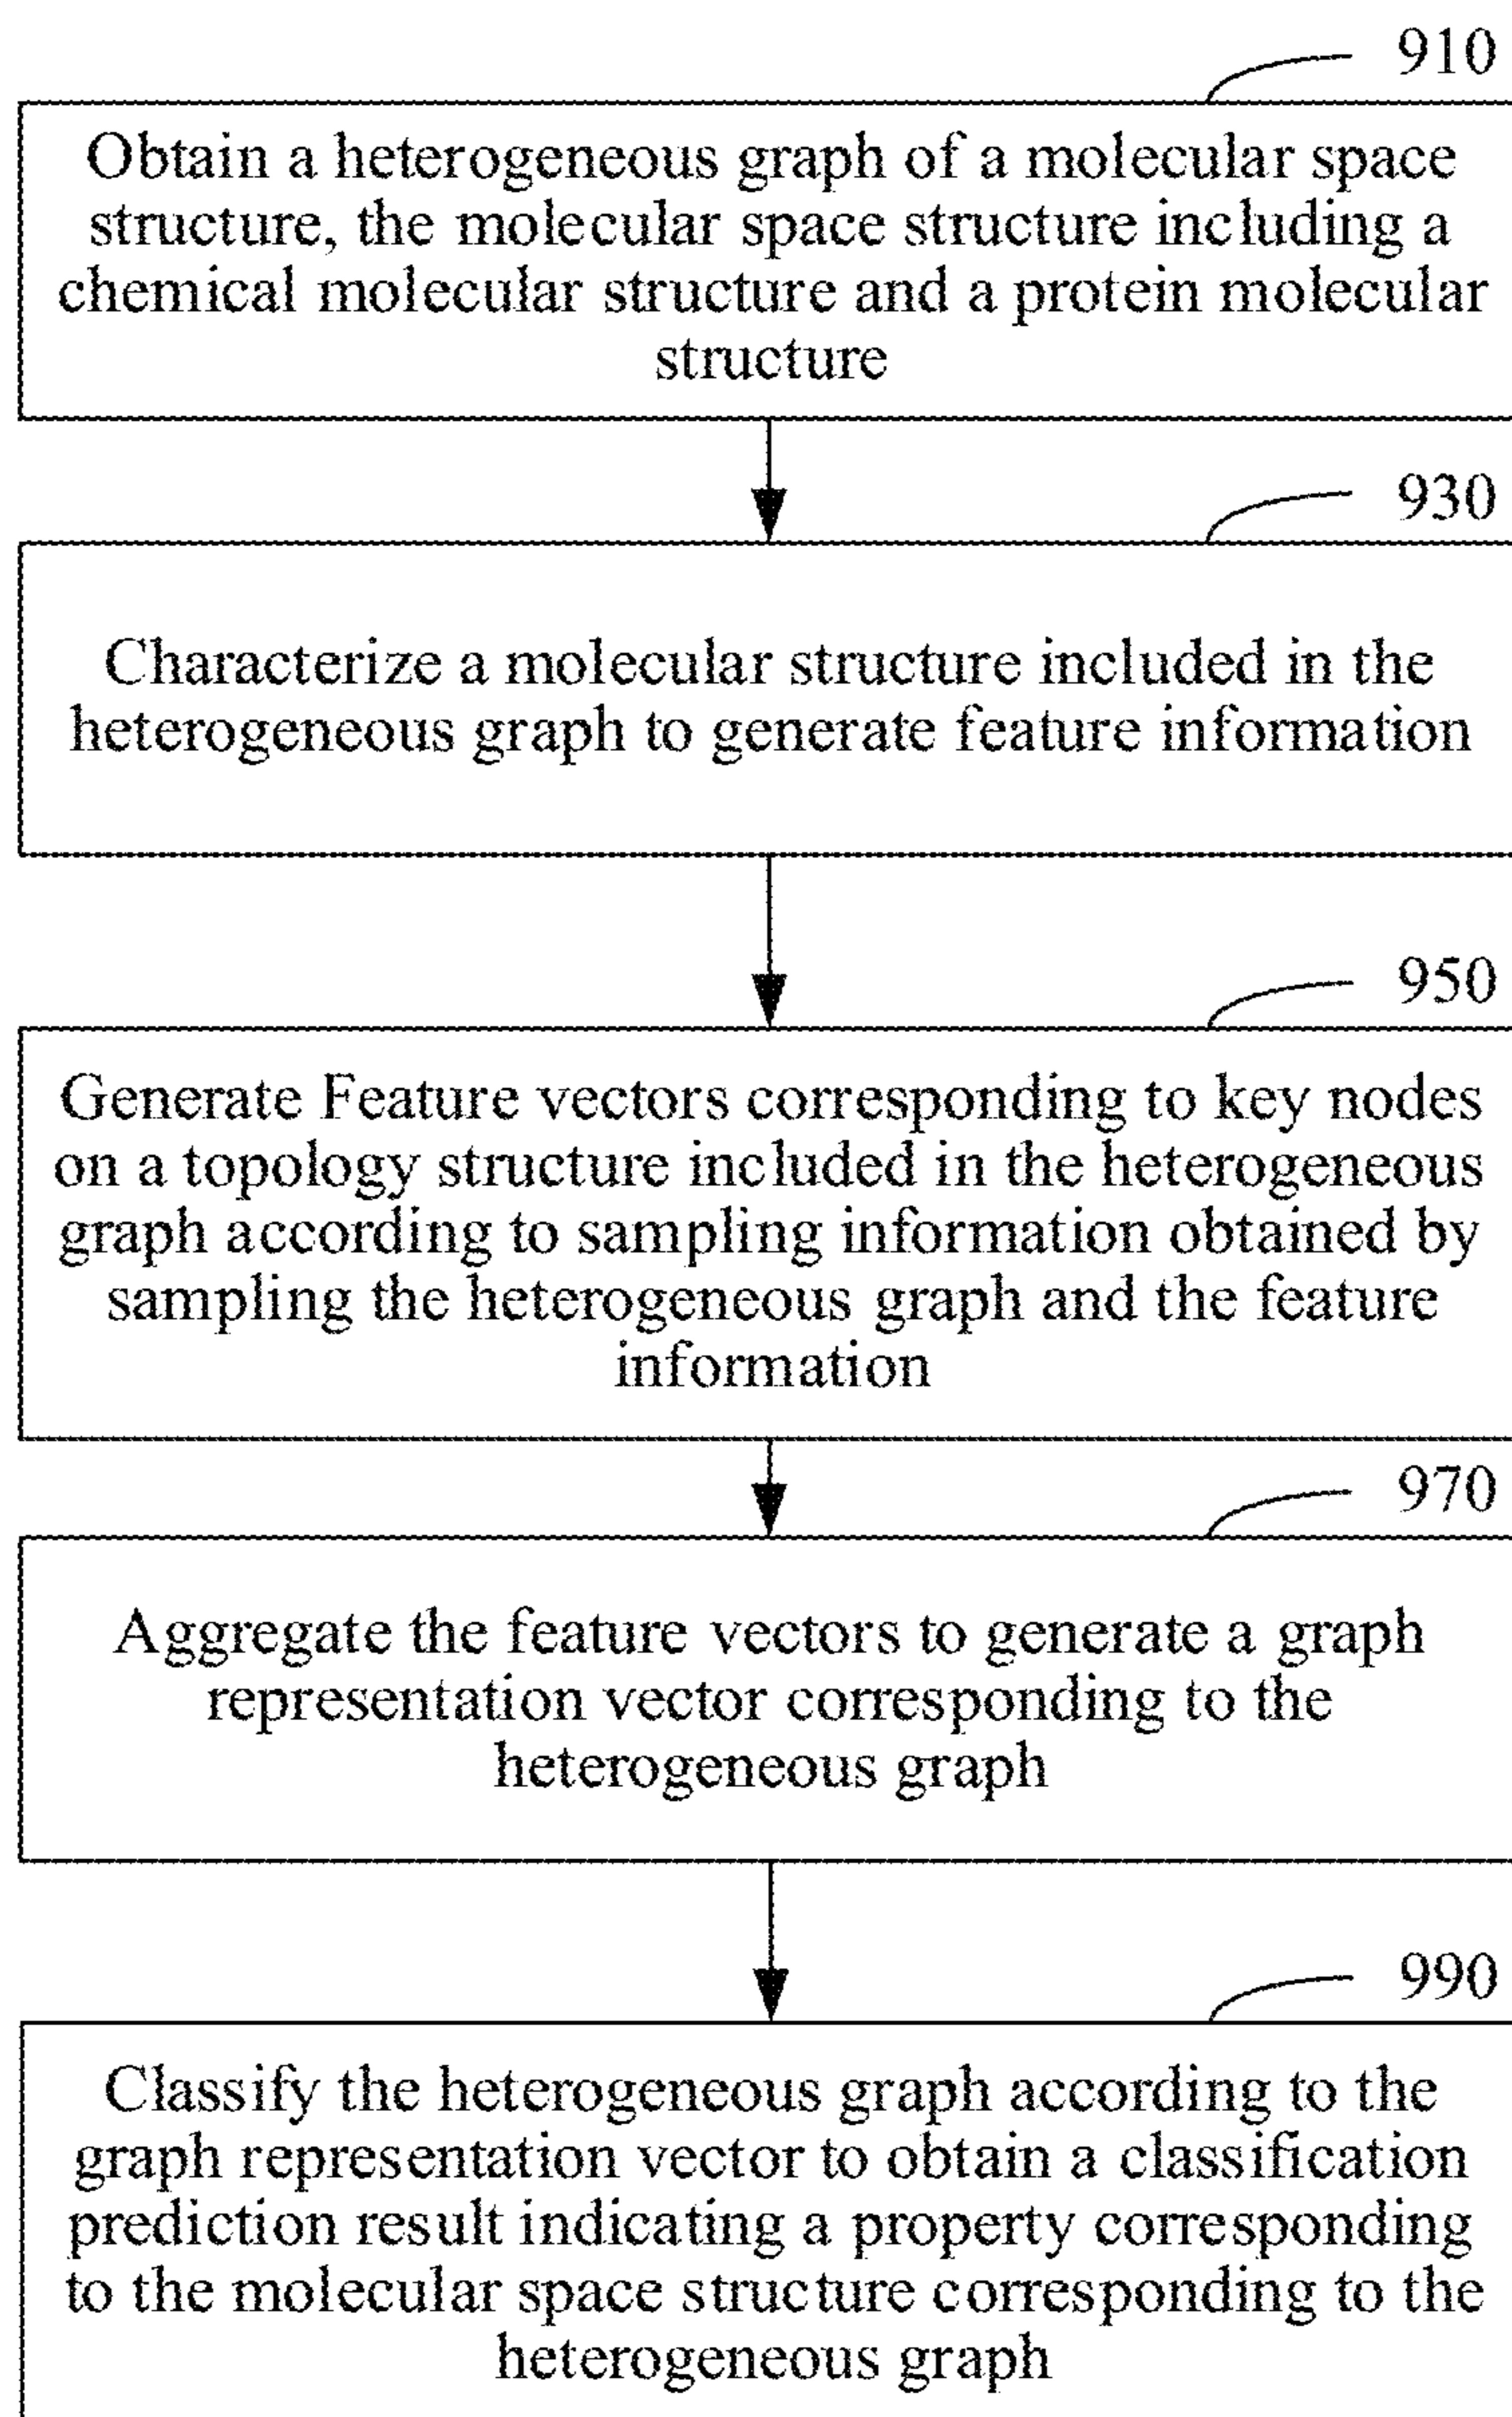 910
Obtain a heterogeneous graph of a molecular space
structure, the molecular space structure including a
chemical molecular structure and a protein molecular
structure
930
Characterize a molecular structure included in the
heterogeneous graph to generate feature information
950
Generate Feature vectors corresponding to key nodes
on a topology structure included in the heterogeneous
graph according to sampling information obtained by
sampling the heterogeneous graph and the feature
information
970
Aggregate the feature vectors to generate a graph
representation vector corresponding to the
heterogeneous graph
990
Classify the heterogeneous graph according to the
graph representation vector to obtain a classification
prediction result indicating a property corresponding
to the molecular space structure corresponding to the
heterogeneous graph